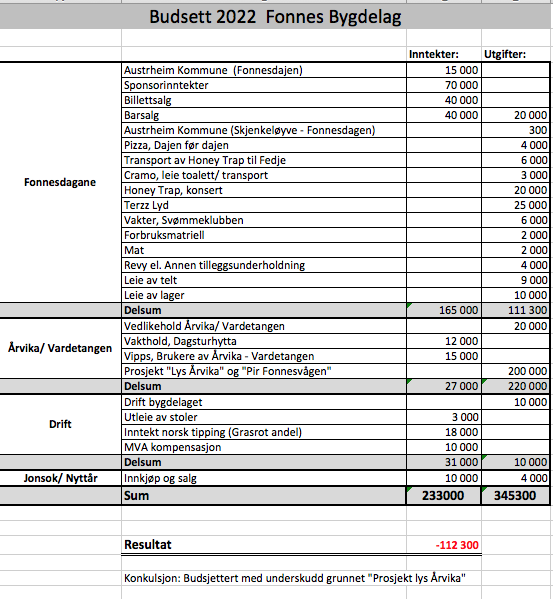 Budsett 2022 Fonnes Bygdelag
Inntekter: Utgifter:
Fonnesdagane
Austrheim Kommune (Fonnesdajen) 15 000
Sponsorinntekter 70 000
Billettsalg 40 000
Barsalg 40 000 20 000
Austrheim Kommune (Skjenkeløyve - Fonnesdagen) 300
Pizza, Dajen før dajen 4 000
Transport av Honey Trap til Fedje 6 000
Cramo, leie toalett/ transport 3 000
Honey Trap, konsert 20 000
Terzz Lyd 25 000
Vakter, Svømmeklubben 6 000
Forbruksmatriell 2 000
Mat 2 000
Revy el. Annen tilleggsunderholdning 4 000
Leie av telt 9 000
Leie av lager 10 000
Delsum 165 000 111 300
Årvika/ Vardetangen
Vedlikehold Årvika/ Vardetangen 20 000
Vakthold, Dagsturhytta 12 000
Vipps, Brukere av Årvika - Vardetangen 15 000
Prosjekt "Lys Årvika" og "Pir Fonnesvågen" 200 000
Delsum 27 000 220 000
Drift
Drift bygdelaget 10 000
Utleie av stoler 3 000
Inntekt norsk tipping (Grasrot andel) 18 000
MVA kompensasjon 10 000
Delsum 31 000 10 000
Jonsok/ Nyttår Innkjøp og salg 10 000 4 000
Sum 233000 345300
Resultat -112 300
Konkulsjon: Budsjettert med underskudd grunnet "Prosjekt lys Årvika"